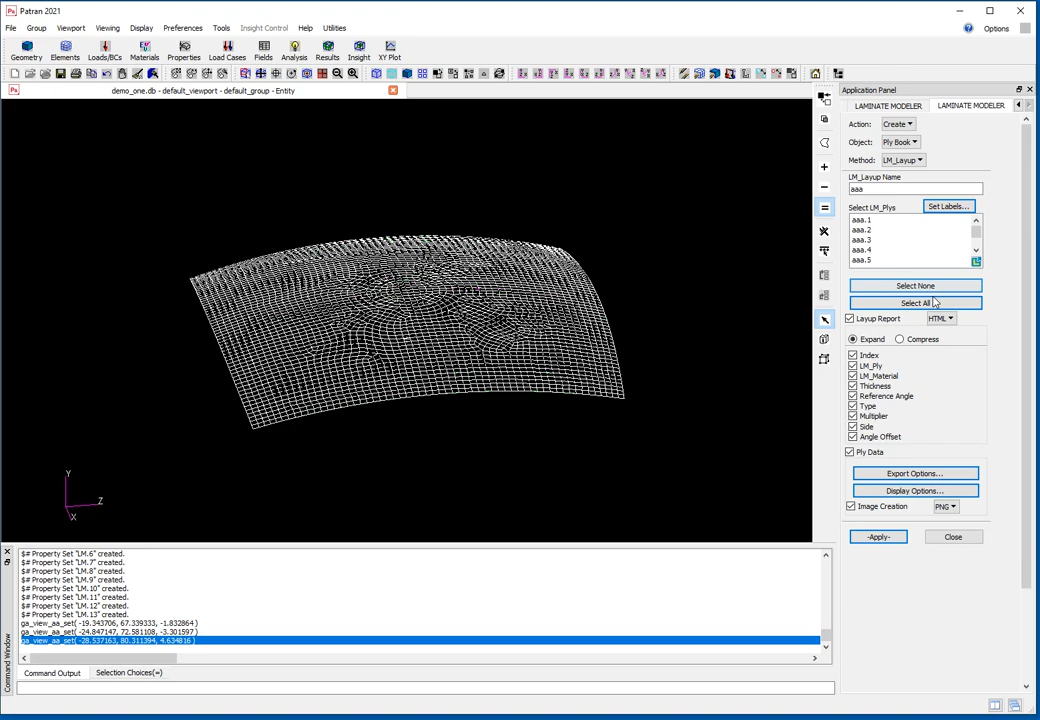 Patran 2021
File Group Viewport Viewing Display Preferences Tools Insight Control Help Utilities
Options
Geometry Elements Loads/BCs Materials Properties Load Cases Fields Analysis Results Insight XY Plot
demo_one.db - default_viewport - default_group - Entity
Application Panel
LAMINATE MODELER LAMINATE MODELER
Action: Create
Object: Ply Book
Method: LM_Layup
LM_Layup Name
aaa
Select LM_Plys Set Labels...
aaa.1
aaa.2
aaa.3
aaa.4
aaa.5
Select None
Select All
Layup Report HTML
Expand Compress
Index
LM_Ply
LM_Material
Thickness
Reference Angle
Type
Multiplier
Side
Angle Offset
Ply Data
Export Options...
Display Options...
Image Creation PNG
-Apply- Close
Y
Z
X
$# Property Set "LM.6" created.
$# Property Set "LM.7" created.
$# Property Set "LM.8" created.
$# Property Set "LM.9" created.
$# Property Set "LM.10" created.
$# Property Set "LM.11" created.
$# Property Set "LM.12" created.
$# Property Set "LM.13" created.
ga_view_aa_set( -19.343706, 67.339333, -1.832864 )
ga_view_aa_set( -24.847147, 72.581108, -3.301597 )
ga_view_aa_set( -28.537163, 80.311394, 4.634816 )
Command Window
Command Output Selection Choices(=)